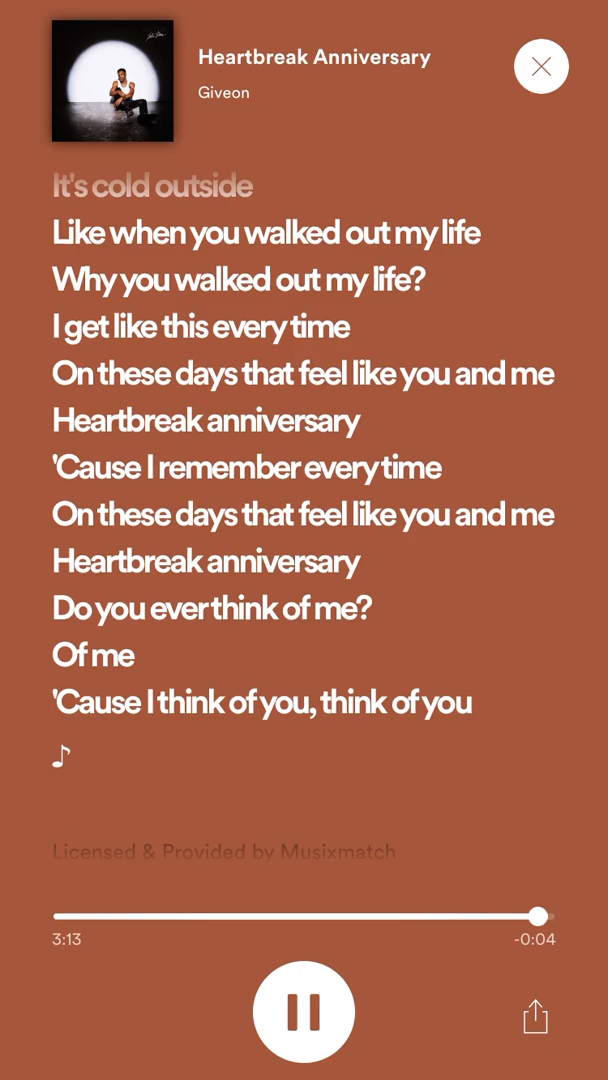 Heartbreak Anniversary
Giveon
It's cold outside
Like when you walked out my life
Why you walked out my life?
I get like this every time
On these days that feel like you and me
Heartbreak anniversary
'Cause I remember every time
On these days that feel like you and me
Heartbreak anniversary
Do you ever think of me?
Of me
'Cause I think of you, think of you
♪
Licensed & Provided by Musixmatch
3:13
-0:04